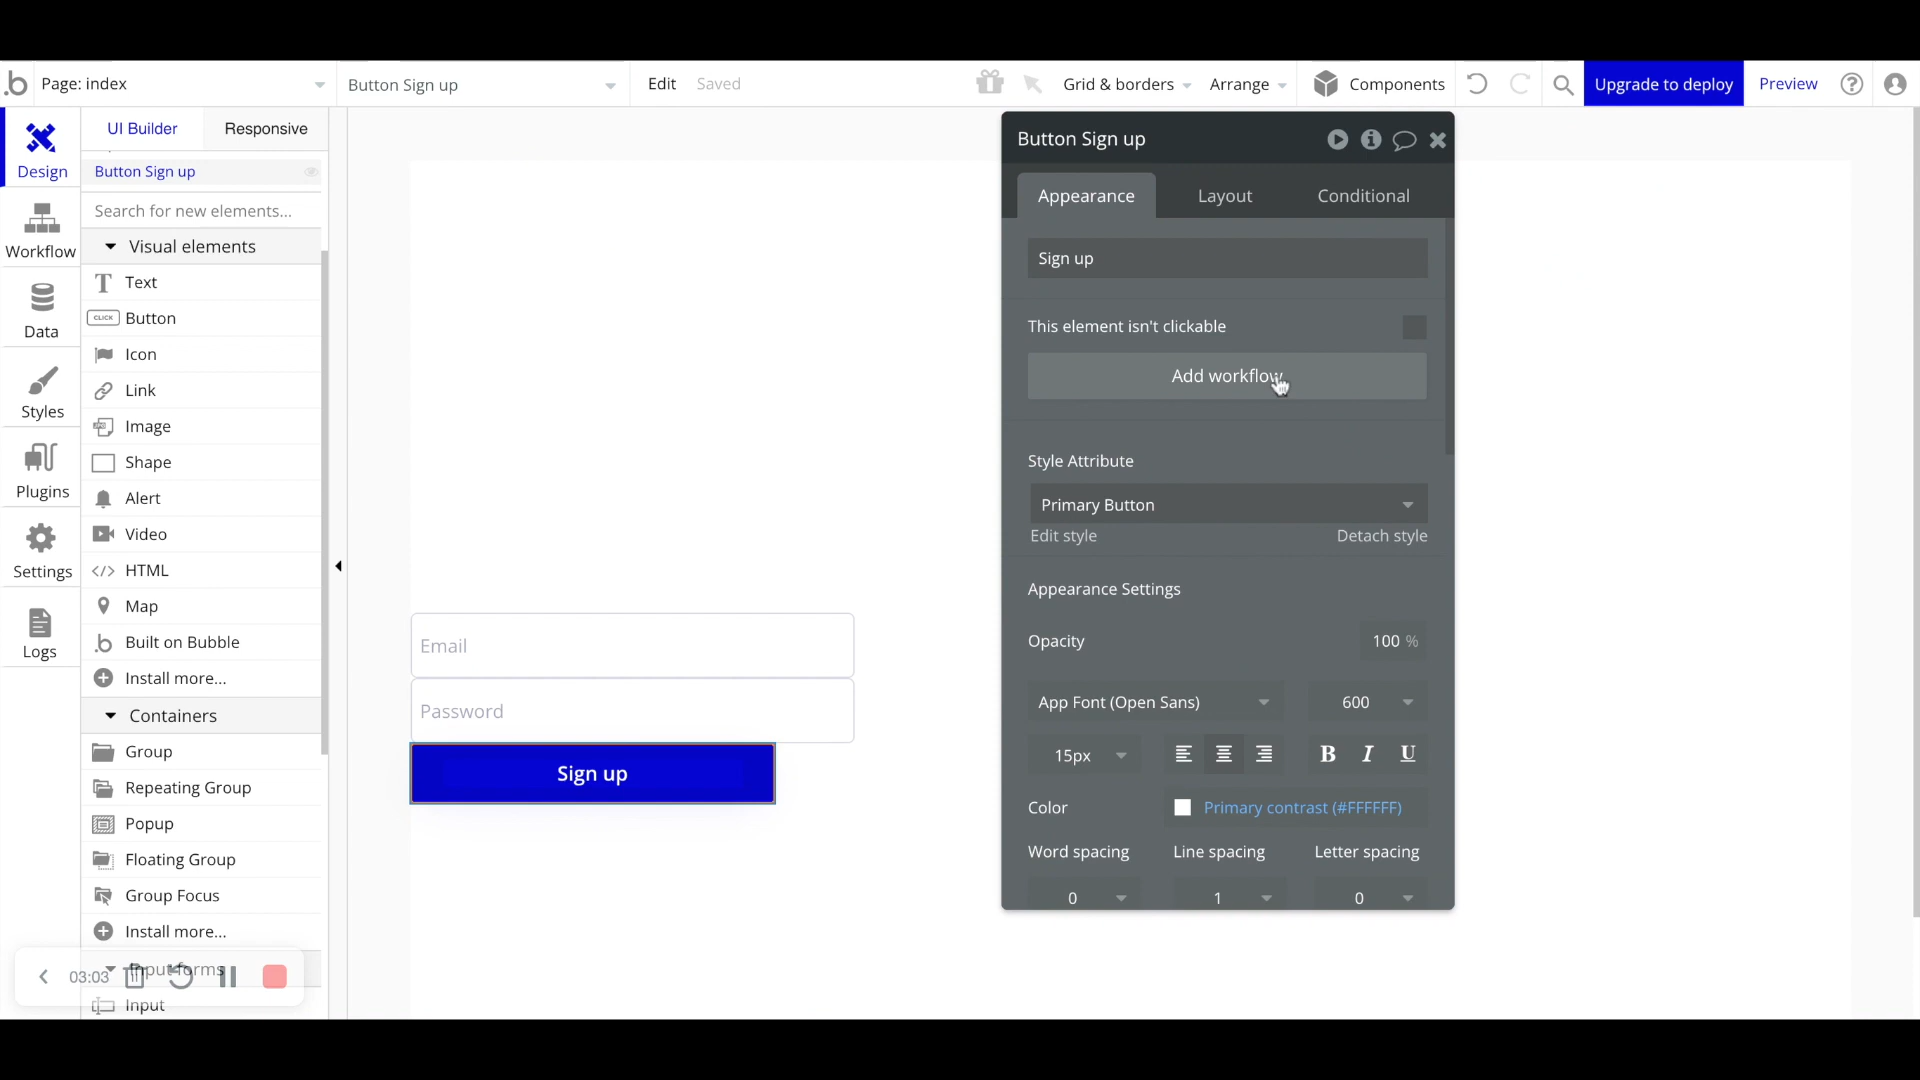 Page: index
Button Sign up
Edit
Saved
Grid & borders
Arrange
Components
Upgrade to deploy
Preview
Design
Workflow
Data
Styles
Plugins
Settings
Logs
UI Builder
Responsive
Button Sign up
Search for new elements...
Visual elements
Text
CLICK Button
Icon
Link
Image
Shape
Alert
Video
</> HTML
Map
Built on Bubble
Install more...
Containers
Group
Repeating Group
Popup
Floating Group
Group Focus
Install more...
Input forms
Input
03:03
Email
Password
Sign up
Button Sign up
Appearance
Layout
Conditional
Sign up
This element isn't clickable
Add workflow
Style Attribute
Primary Button
Edit style
Detach style
Appearance Settings
Opacity
100 %
App Font (Open Sans)
600
15px
B I U
Color
Primary contrast (#FFFFFF)
Word spacing
Line spacing
Letter spacing
0
1
0